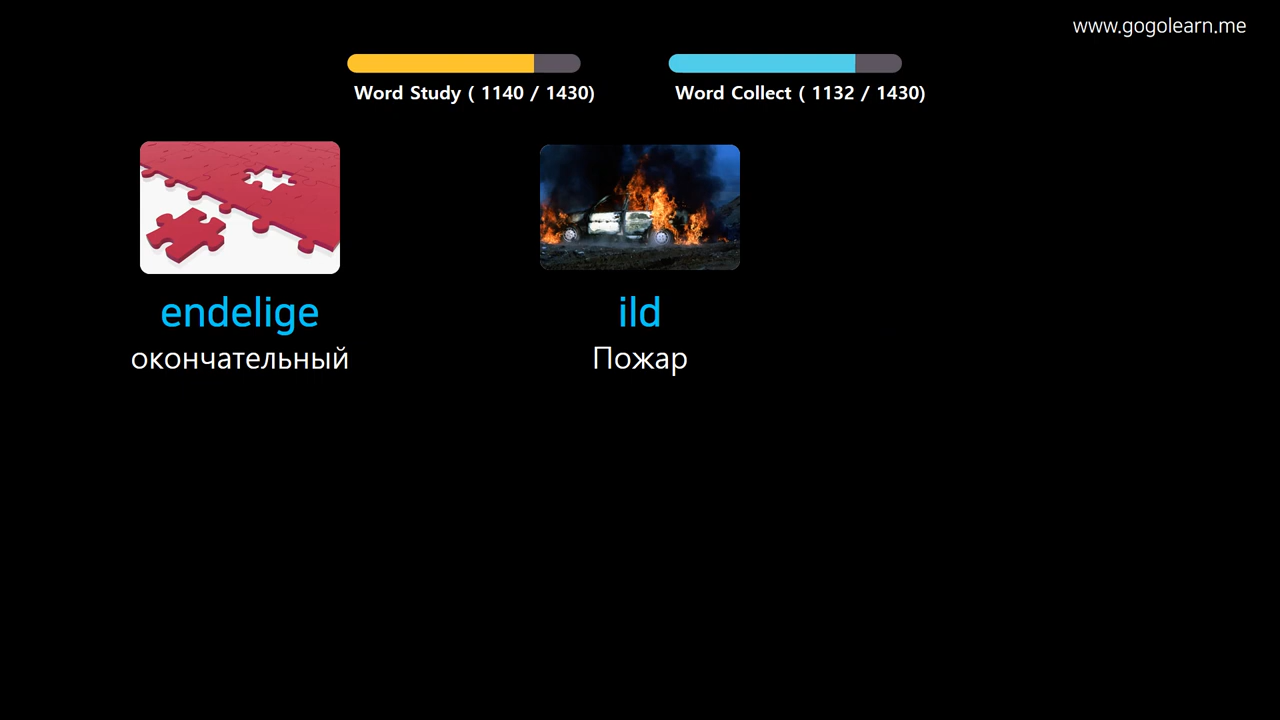 www.gogolearn.me
Word Study ( 1140 / 1430)
Word Collect ( 1132 / 1430)
endelige
окончательный
ild
Пожар